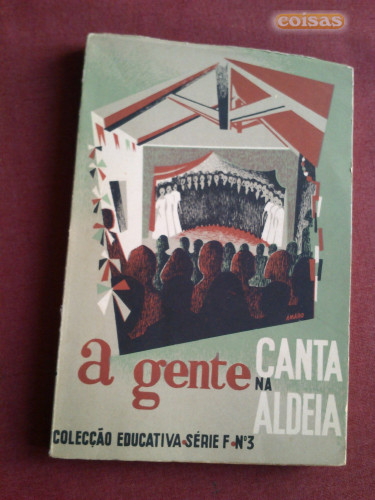 coisas
a gente
CANTA
NA
ALDEIA
COLECÇÃO EDUCATIVA•SÉRIE F•Nº3